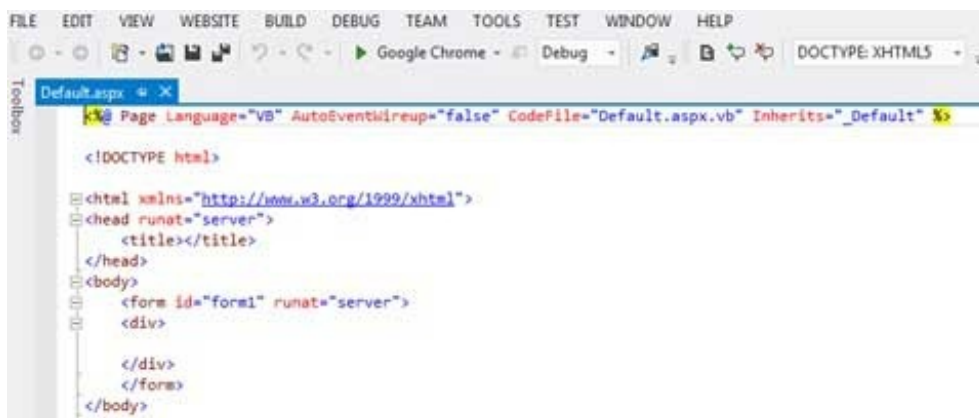 FILE EDIT VIEW WEBSITE BUILD DEBUG TEAM TOOLS TEST WINDOW HELP
Google Chrome Debug DOCTYPE: XHTML5
Toolbox
Default.aspx
<%@ Page Language="VB" AutoEventWireup="false" CodeFile="Default.aspx.vb" Inherits="_Default" %>
<!DOCTYPE html>
<html xmlns="http://www.w3.org/1999/xhtml">
<head runat="server">
<title></title>
</head>
<body>
<form id="form1" runat="server">
<div>
</div>
</form>
</body>